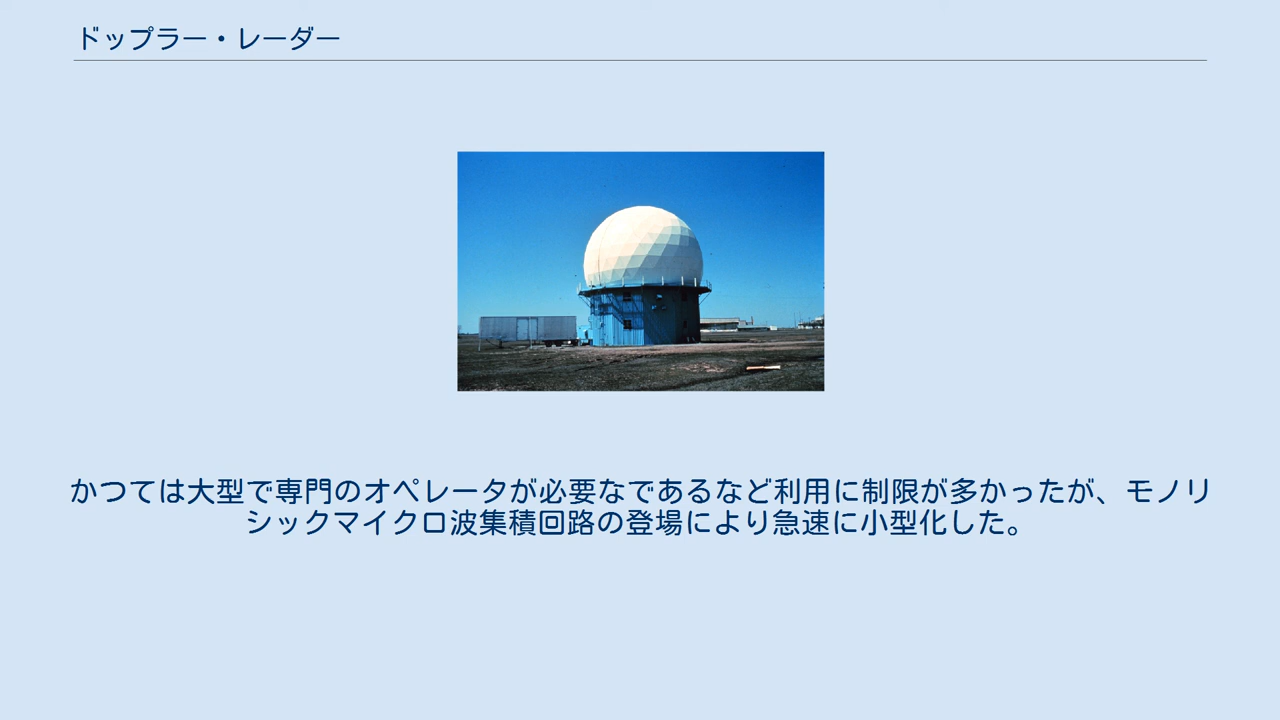 ドップラー・レーダー
かつては大型で専門のオペレータが必要なであるなど利用に制限が多かったが、モノリ
シックマイクロ波集積回路の登場により急速に小型化した。